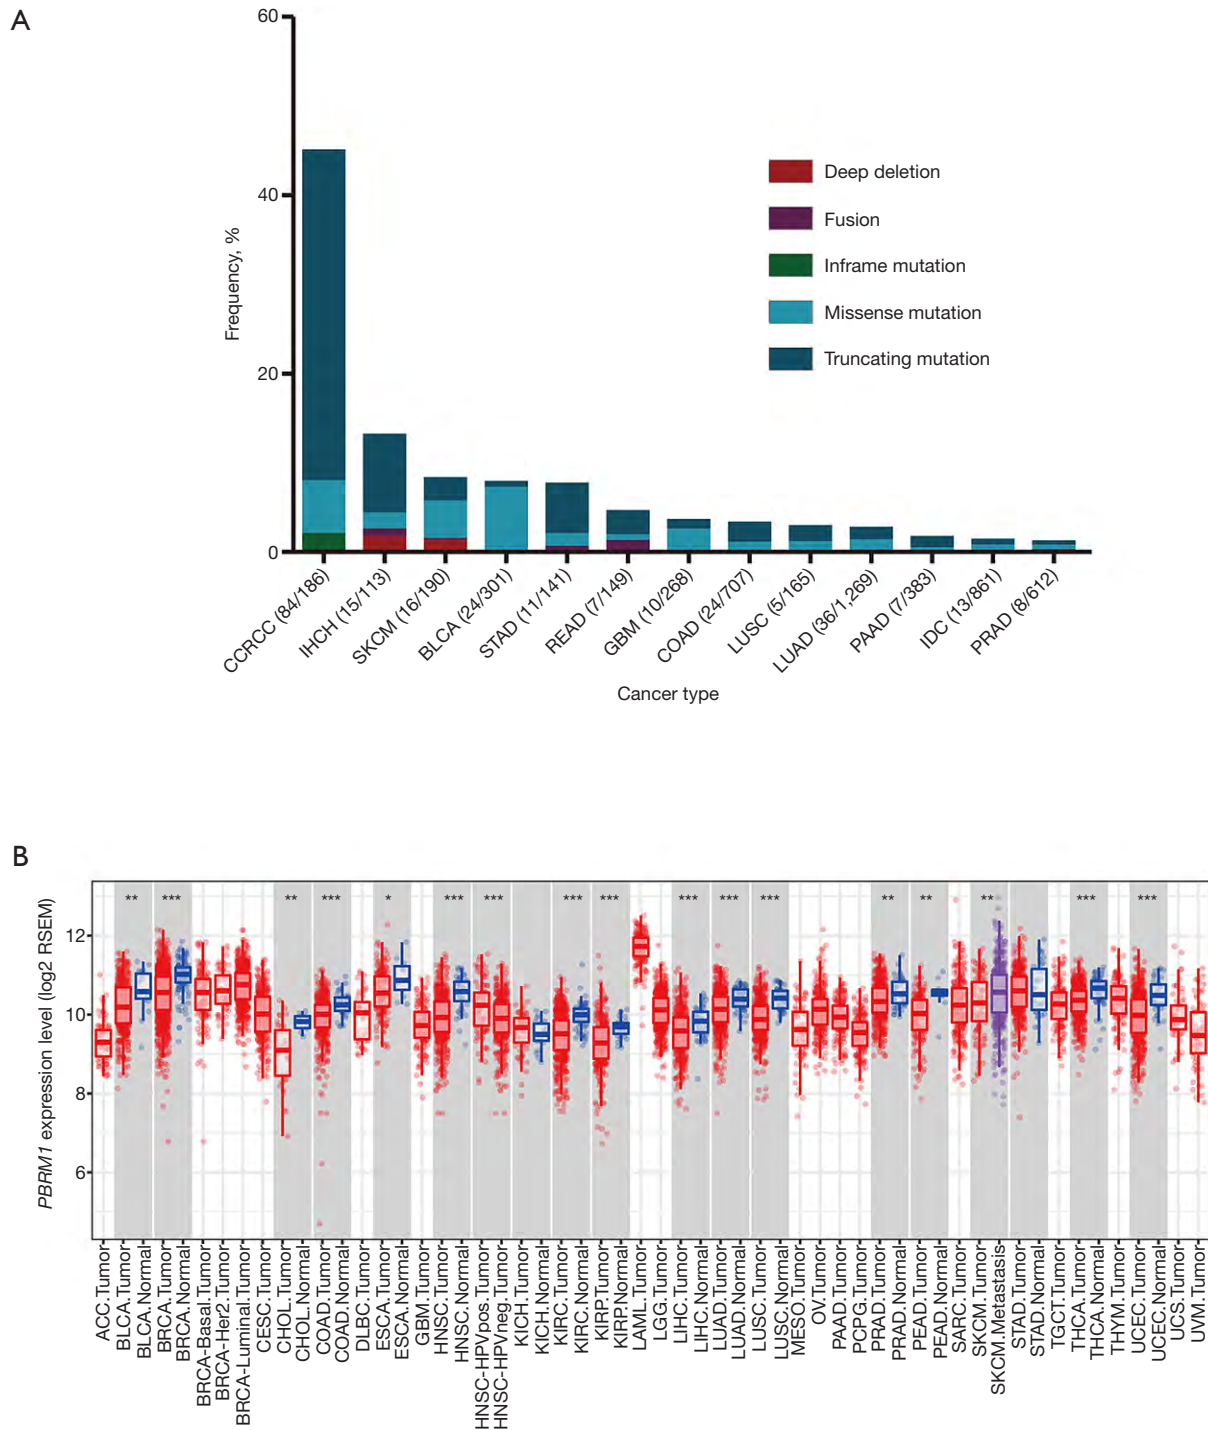 A
60
40
20
0
Frequency, %
Deep deletion
Fusion
Inframe mutation
Missense mutation
Truncating mutation
CCRCC (84/186)
IHCH (15/113)
SKCM (16/190)
BLCA (24/301)
STAD (11/141)
READ (7/149)
GBM (10/268)
COAD (24/707)
LUSC (5/165)
LUAD (36/1,269)
PAAD (7/383)
IDC (13/861)
PRAD (8/612)
Cancer type
B
** *** ** *** * *** *** *** *** *** *** *** ** ** ** *** ***
12
10
8
6
PBRM1 expression level (log2 RSEM)
ACC.Tumor
BLCA.Tumor
BLCA.Normal
BRCA.Tumor
BRCA.Normal
BRCA-Basal.Tumor
BRCA-Her2.Tumor
BRCA-Luminal.Tumor
CESC.Tumor
CHOL.Tumor
CHOL.Normal
COAD.Tumor
COAD.Normal
DLBC.Tumor
ESCA.Tumor
ESCA.Normal
GBM.Tumor
HNSC.Tumor
HNSC.Normal
HNSC-HPVpos.Tumor
HNSC-HPVneg.Tumor
KICH.Tumor
KICH.Normal
KIRC.Tumor
KIRC.Normal
KIRP.Tumor
KIRP.Normal
LAML.Tumor
LGG.Tumor
LIHC.Tumor
LIHC.Normal
LUAD.Tumor
LUAD.Normal
LUSC.Tumor
LUSC.Normal
MESO.Tumor
OV.Tumor
PAAD.Tumor
PCPG.Tumor
PRAD.Tumor
PRAD.Normal
PEAD.Tumor
PEAD.Normal
SARC.Tumor
SKCM.Tumor
SKCM.Metastasis
STAD.Tumor
STAD.Normal
TGCT.Tumor
THCA.Tumor
THCA.Normal
THYM.Tumor
UCEC.Tumor
UCEC.Normal
UCS.Tumor
UVM.Tumor